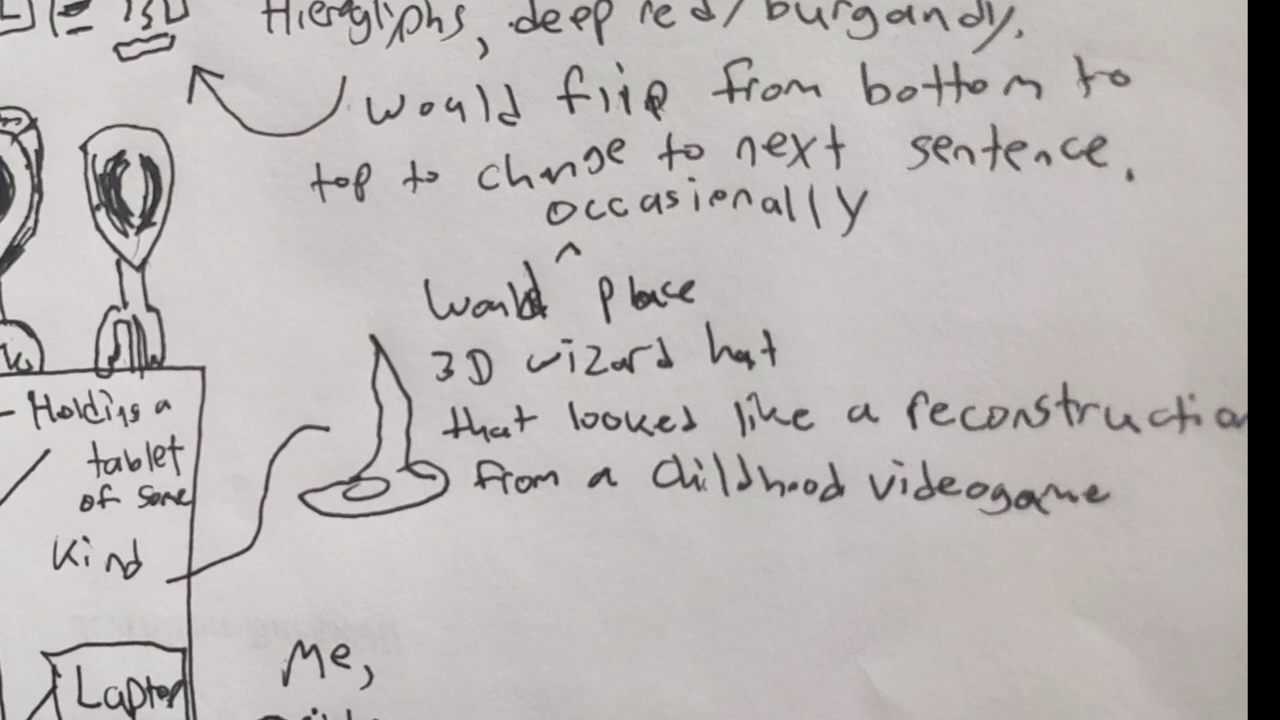 Hieroglyphs, deep red/burgandy.
would flip from bottom to
top to change to next sentence.
occasionally
^
Would place
3D wizard hat
that looked like a reconstruction
from a childhood videogame
- Holding a
tablet
of some
kind
Me,
Laptop